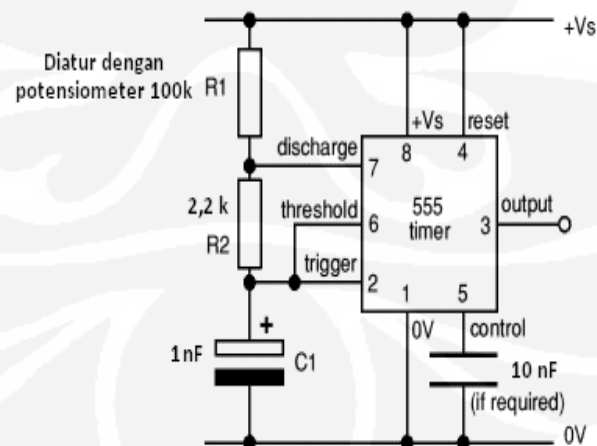 +Vs
Diatur dengan
potensiometer 100k
R1
+Vs
reset
discharge
8
4
7
2,2 k
R2
threshold
6
555
timer
3
output
trigger
2
1
5
0V
control
+
1 nF
C1
10 nF
(if required)
0V